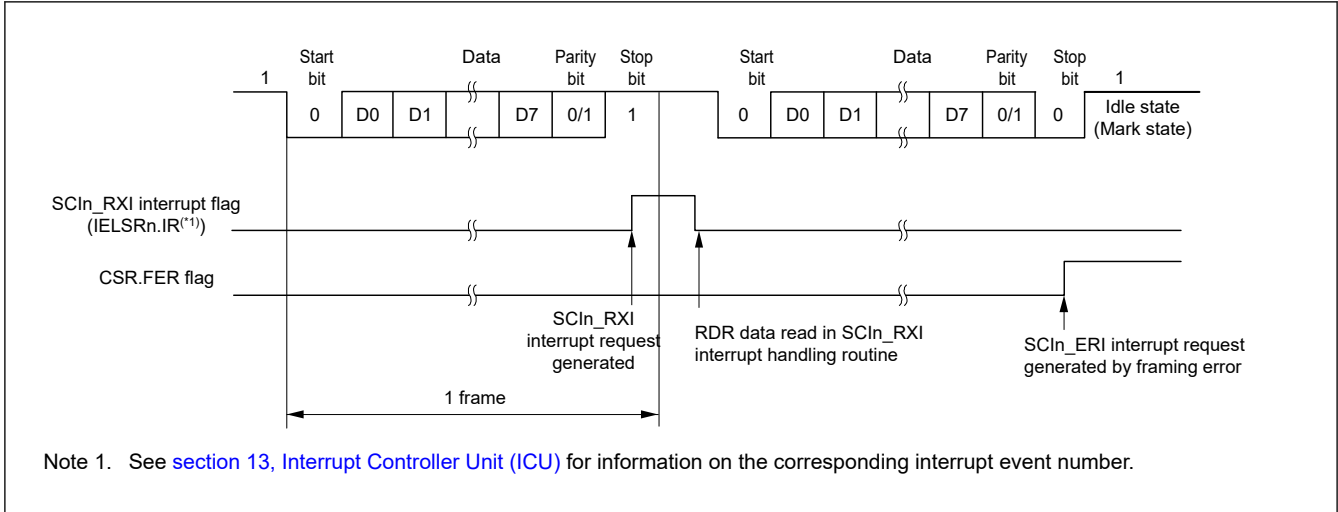 Start bit Data Parity bit Stop bit Start bit Data Parity bit Stop bit
1 1
0 D0 D1 D7 0/1 1 0 D0 D1 D7 0/1 0 Idle state
(Mark state)
SCIn_RXI interrupt flag
(IELSRn.IR(*1))
CSR.FER flag
SCIn_RXI
interrupt request
generated
RDR data read in SCIn_RXI
interrupt handling routine
SCIn_ERI interrupt request
generated by framing error
1 frame
Note 1. See section 13, Interrupt Controller Unit (ICU) for information on the corresponding interrupt event number.